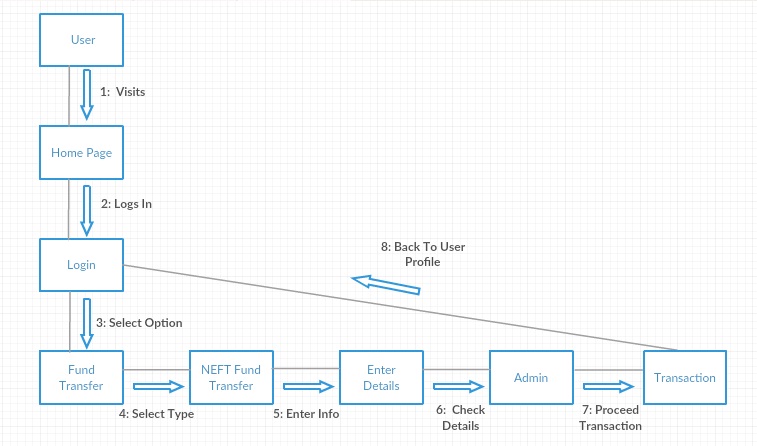 User
1: Visits
Home Page
2: Logs In
8: Back To User
Profile
Login
3: Select Option
Fund
Transfer
NEFT Fund
Transfer
Enter
Details
Admin
Transaction
4: Select Type
5: Enter Info
6: Check
Details
7: Proceed
Transaction